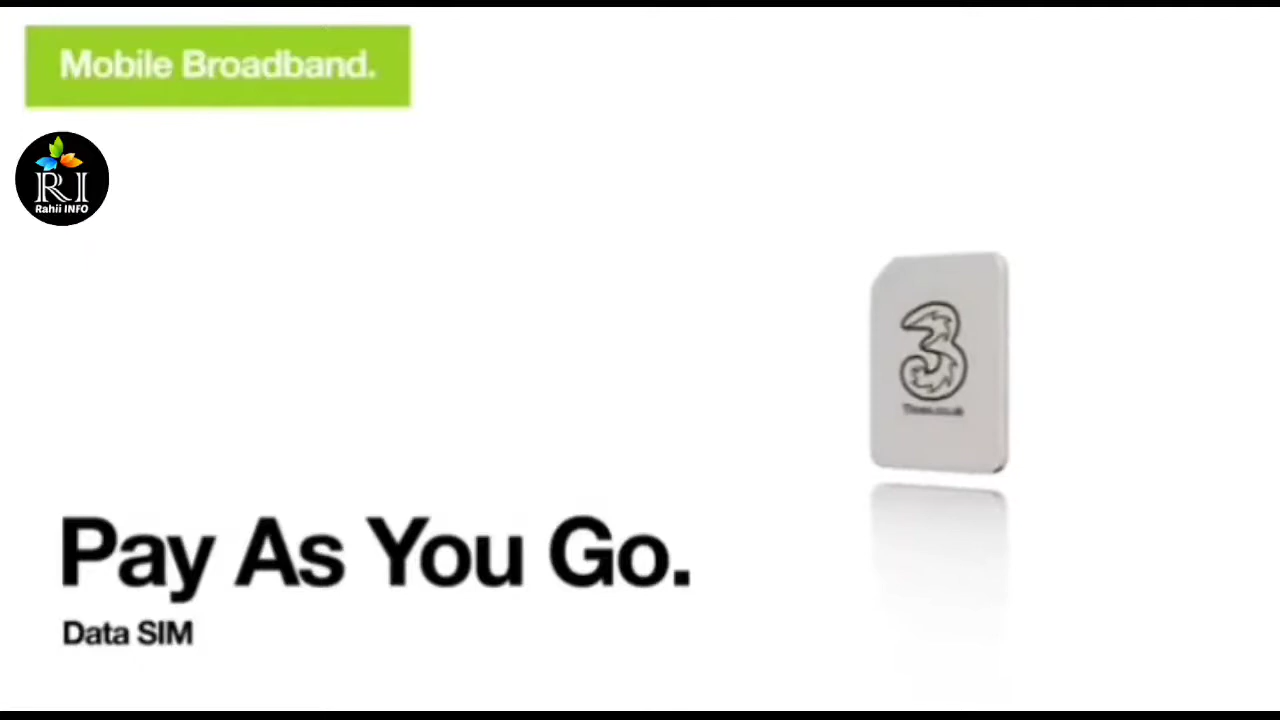 Mobile Broadband.
RI
Rahii INFO
3
Pay As You Go.
Data SIM